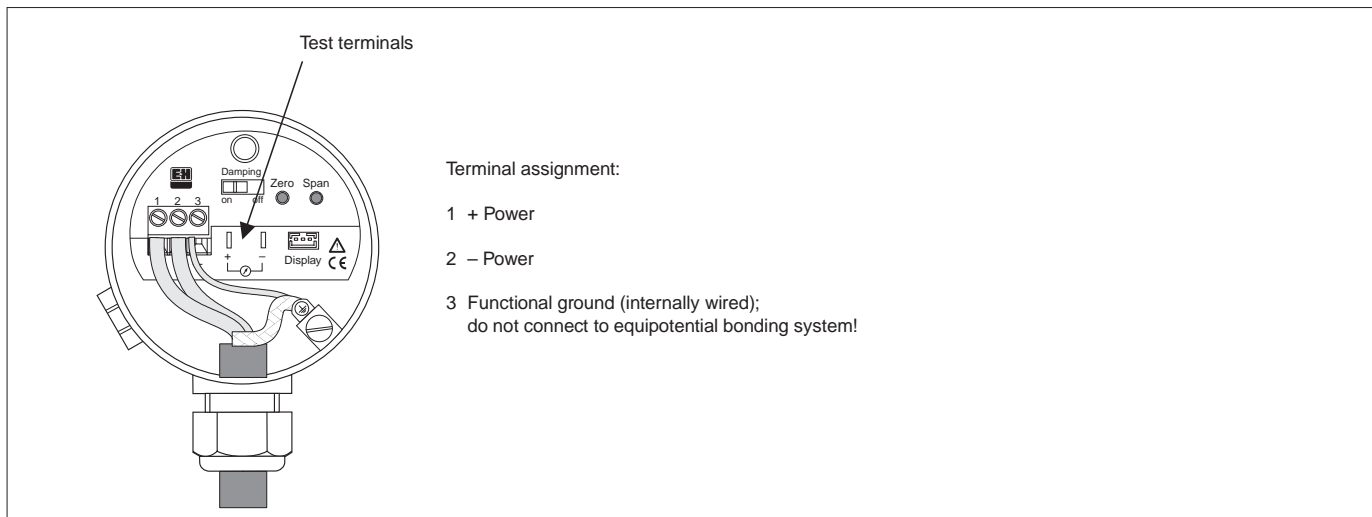 Test terminals
E+H
Damping
Zero Span
on off
1 2 3
+ –
Display CE
Terminal assignment:
1 + Power
2 – Power
3 Functional ground (internally wired);
do not connect to equipotential bonding system!